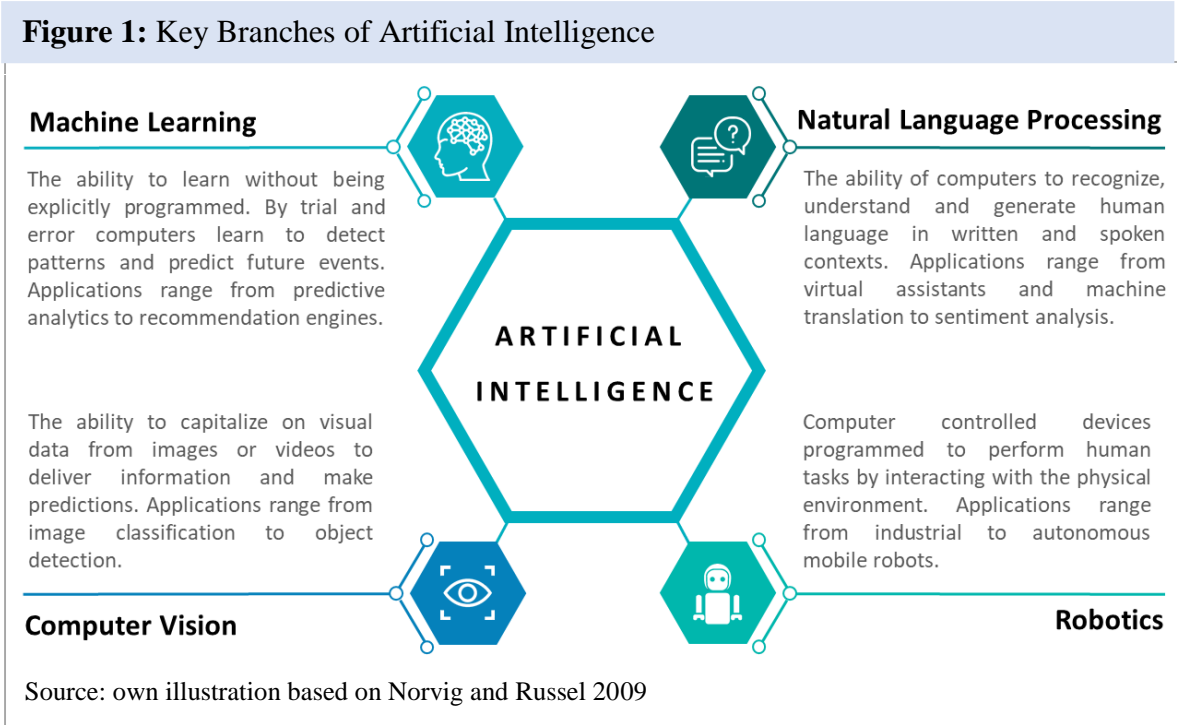 Figure 1: Key Branches of Artificial Intelligence
Machine Learning
The ability to learn without being
explicitly programmed. By trial and
error computers learn to detect
patterns and predict future events.
Applications range from predictive
analytics to recommendation engines.
Natural Language Processing
The ability of computers to recognize,
understand and generate human
language in written and spoken
contexts. Applications range from
virtual assistants and machine
translation to sentiment analysis.
?
ARTIFICIAL
INTELLIGENCE
The ability to capitalize on visual
data from images or videos to
deliver information and make
predictions. Applications range from
image classification to object
detection.
Computer Vision
Computer controlled devices
programmed to perform human
tasks by interacting with the physical
environment. Applications range
from industrial to autonomous
mobile robots.
Robotics
Source: own illustration based on Norvig and Russel 2009